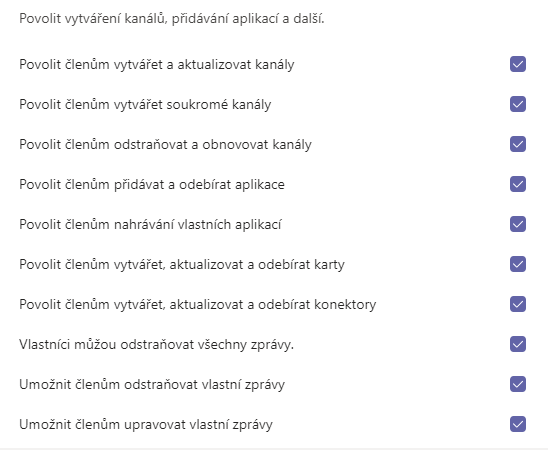 Povolit vytváření kanálů, přidávání aplikací a další.
Povolit členům vytvářet a aktualizovat kanály
Povolit členům vytvářet soukromé kanály
Povolit členům odstraňovat a obnovovat kanály
Povolit členům přidávat a odebírat aplikace
Povolit členům nahrávání vlastních aplikací
Povolit členům vytvářet, aktualizovat a odebírat karty
Povolit členům vytvářet, aktualizovat a odebírat konektory
Vlastníci můžou odstraňovat všechny zprávy.
Umožnit členům odstraňovat vlastní zprávy
Umožnit členům upravovat vlastní zprávy